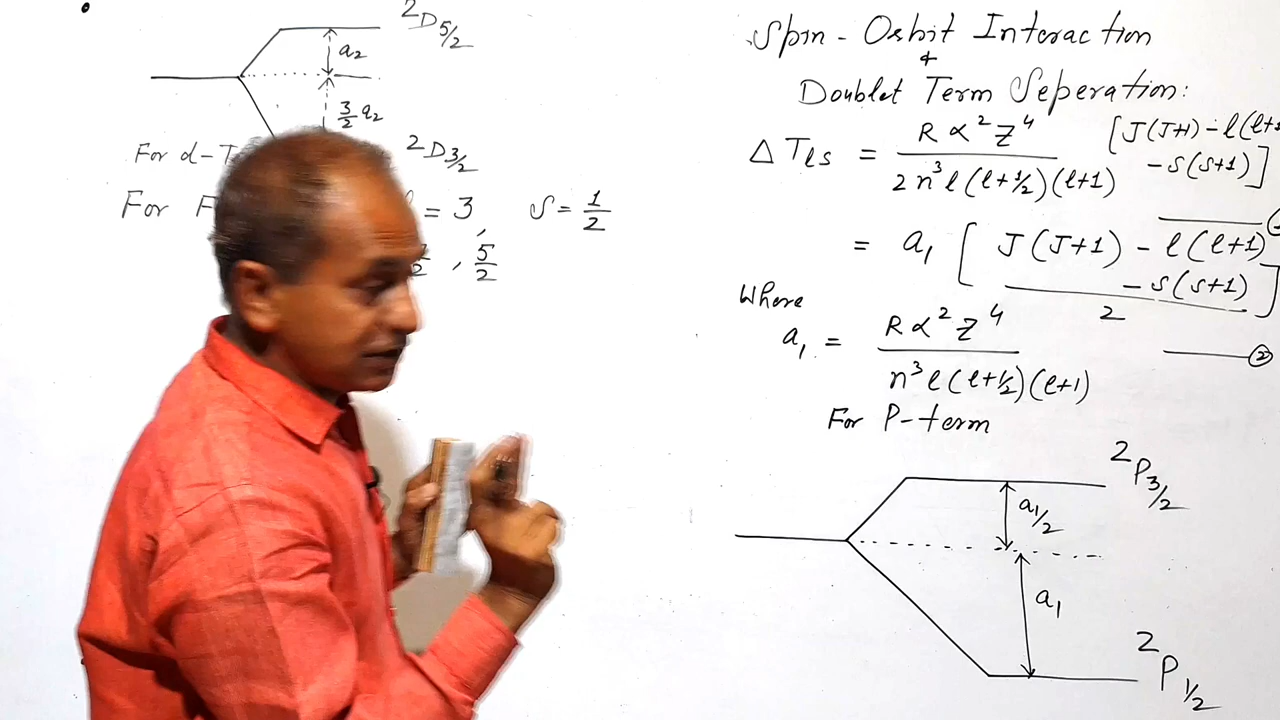 ²D₅/₂
a₂
3/2 a₂
For d-T
²D₃/₂
For F = 3, S = 1/2
, 5/2
Spin-Orbit Interaction
&
Doublet Term Seperation:
ΔTls = Rα²Z⁴ / 2n³l(l+1/2)(l+1) [J(J+1) - l(l+1
- s(s+1)]
= a₁ [J(J+1) - l(l+1)
- s(s+1)] / 2
Where
a₁ = Rα²Z⁴ / n³l(l+1/2)(l+1) ②
For P-term
²P₃/₂
a₁/2
a₁
²P₁/₂